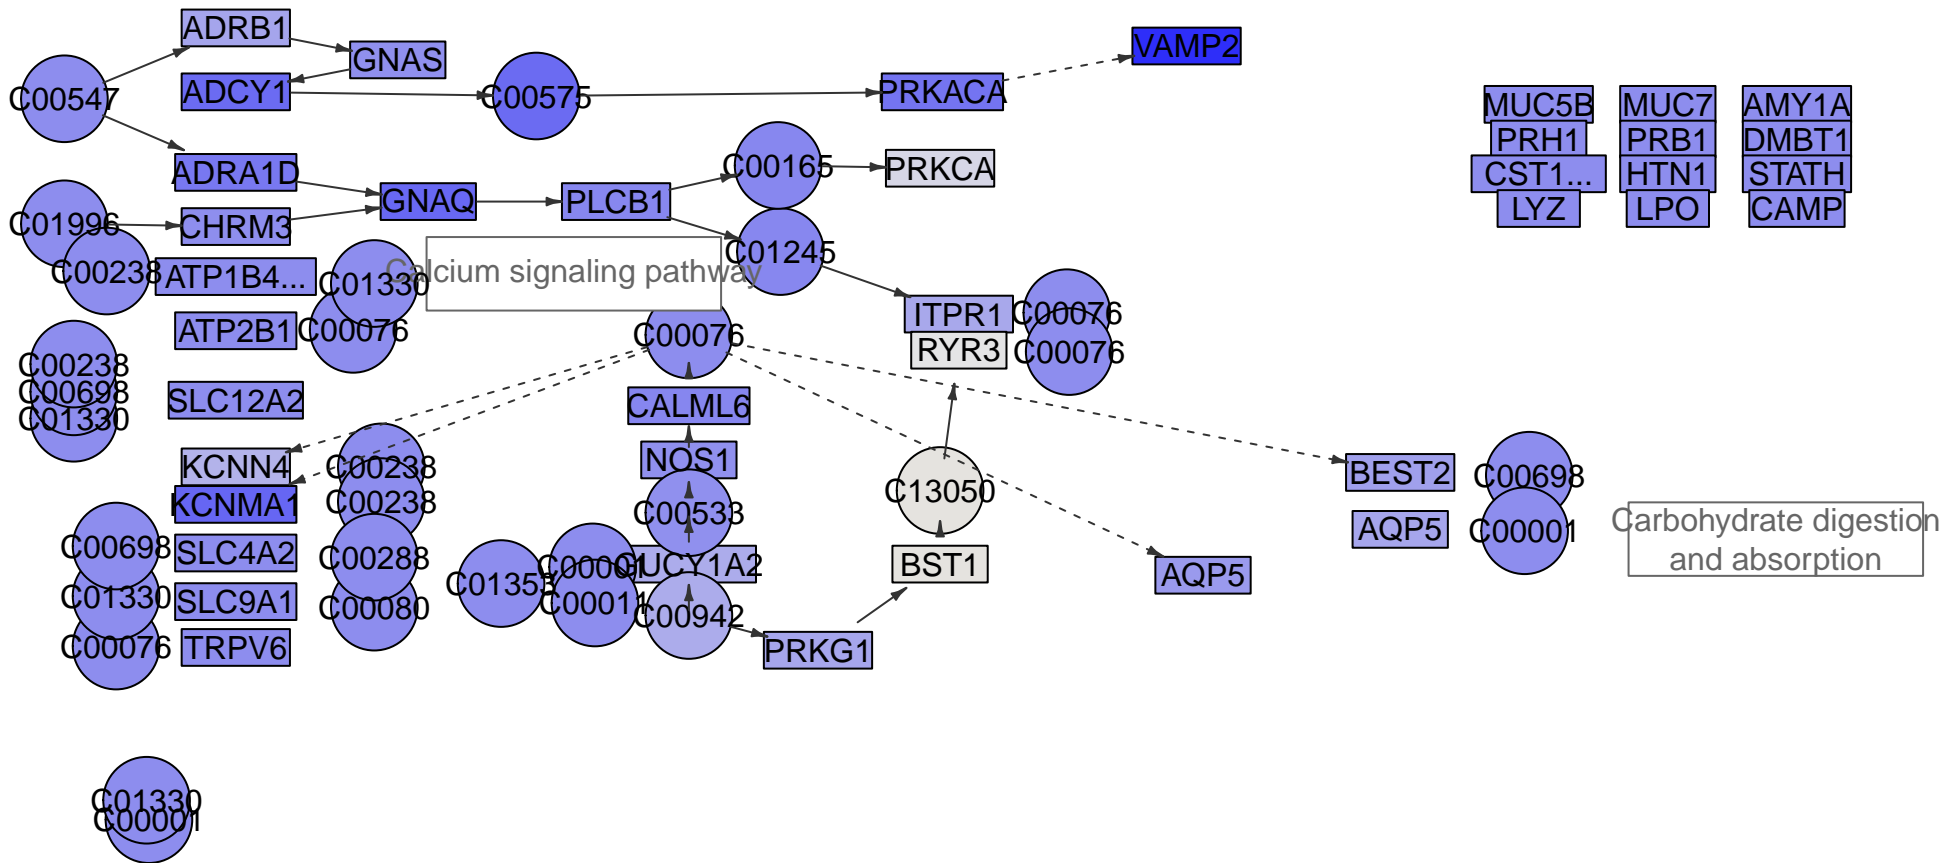 ADRB1
GNAS
VAMP2
C00547
ADCY1
C00575
PRKACA
MUC5B
MUC7
AMY1A
PRH1
PRB1
DMBT1
ADRA1D
C00165
PRKCA
CST1...
HTN1
STATH
GNAQ
PLCB1
LYZ
LPO
CAMP
C01996
CHRM3
C01245
C00238
ATP1B4...
C01330
Calcium signaling pathway
ATP2B1
C00076
C00076
ITPR1
C00076
RYR3
C00076
C00238
C00698
C01330
SLC12A2
CALML6
KCNN4
C00238
NOS1
BEST2
C00698
KCNMA1
C00238
C00533
C13050
AQP5
C00001
Carbohydrate digestion
and absorption
C00698
SLC4A2
C00288
C00001
GUCY1A2
BST1
AQP5
C01353
C01330
SLC9A1
C00080
C00011
C00942
C00076
TRPV6
PRKG1
C01330
C00001